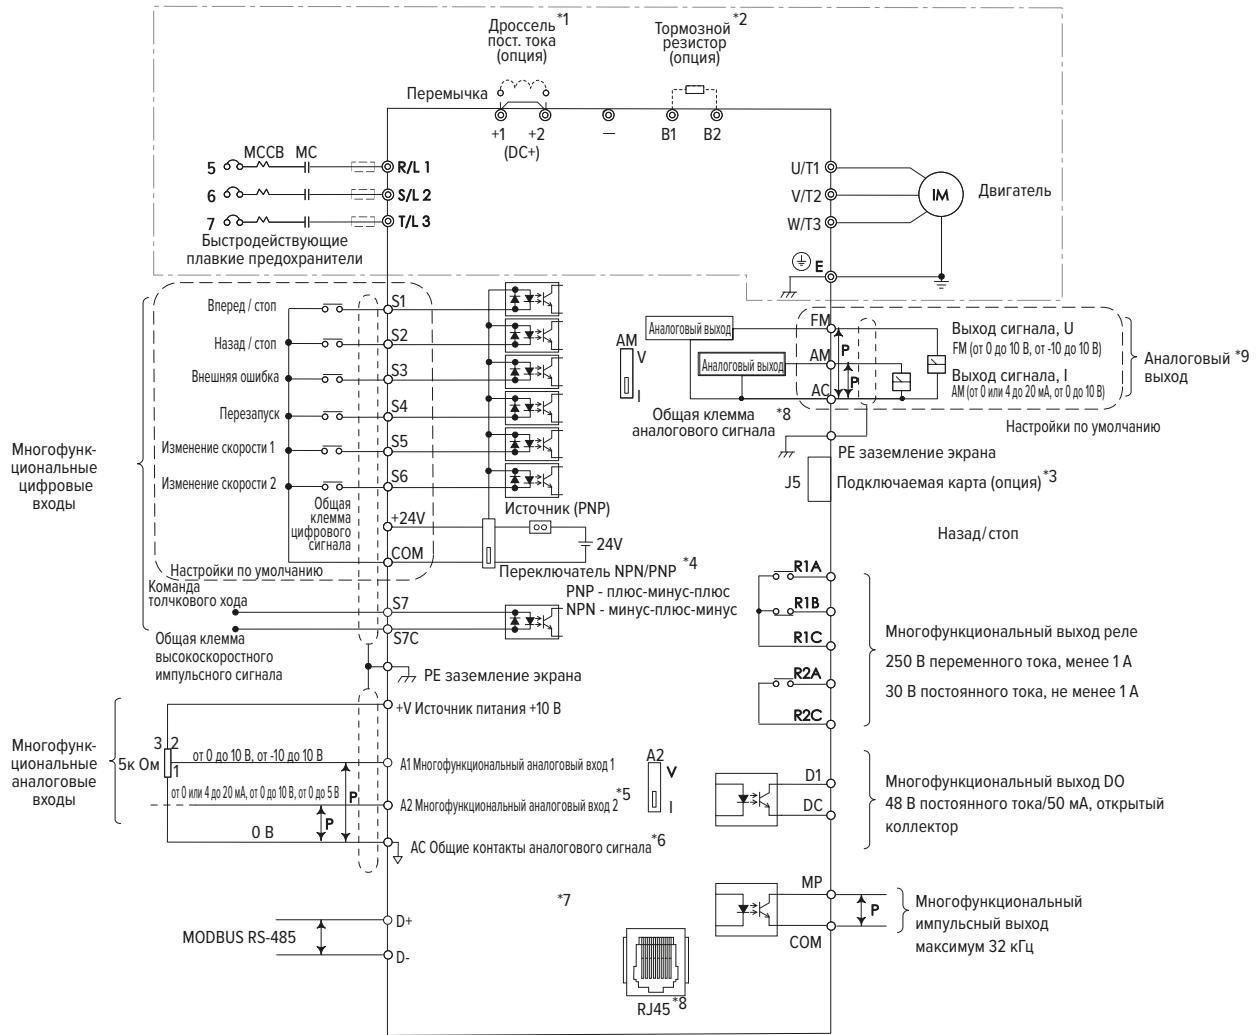 Дроссель *1
пост. тока
(опция)
Тормозной *2
резистор
(опция)
Перемычка
+1
+2
—
B1
B2
(DC+)
MCCB
MC
5
R/L 1
6
S/L 2
7
T/L 3
Быстродействующие
плавкие предохранители
U/T1
V/T2
W/T3
IM
Двигатель
E
Многофунк-
циональные
цифровые
входы
Вперед / стоп
S1
Назад / стоп
S2
Внешняя ошибка
S3
Перезапуск
S4
Изменение скорости 1
S5
Изменение скорости 2
S6
Общая
клемма
цифрового
сигнала
+24V
COM
Настройки по умолчанию
Источник (PNP)
24V
Переключатель NPN/PNP *4
PNP - плюс-минус-плюс
NPN - минус-плюс-минус
Команда
толчкового хода
S7
S7C
Общая клемма
высокоскоростного
импульсного сигнала
PE заземление экрана
AM
V
I
Аналоговый выход
Аналоговый выход
FM
AM
AC
P
P
Общая клемма *8
аналогового сигнала
Выход сигнала, U
FM (от 0 до 10 В, от -10 до 10 В)
Выход сигнала, I
AM (от 0 или 4 до 20 мА, от 0 до 10 В)
Аналоговый *9
выход
Настройки по умолчанию
PE заземление экрана
J5
Подключаемая карта (опция) *3
Назад/стоп
R1A
R1B
R1C
R2A
R2C
Многофункциональный выход реле
250 В переменного тока, менее 1 А
30 В постоянного тока, не менее 1 А
Многофунк-
циональные
аналоговые
входы
+V Источник питания +10 В
3
2
1
5к Ом
от 0 до 10 В, от -10 до 10 В
A1 Многофункциональный аналоговый вход 1
от 0 или 4 до 20 мА, от 0 до 10 В, от 0 до 5 В
P
P
A2 Многофункциональный аналоговый вход 2 *5
0 В
AC Общие контакты аналогового сигнала *6
A2
V
I
D1
DC
Многофункциональный выход DO
48 В постоянного тока/50 мА, открытый
коллектор
MP
P
COM
Многофункциональный
импульсный выход
максимум 32 кГц
*7
MODBUS RS-485
D+
D-
RJ45 *8